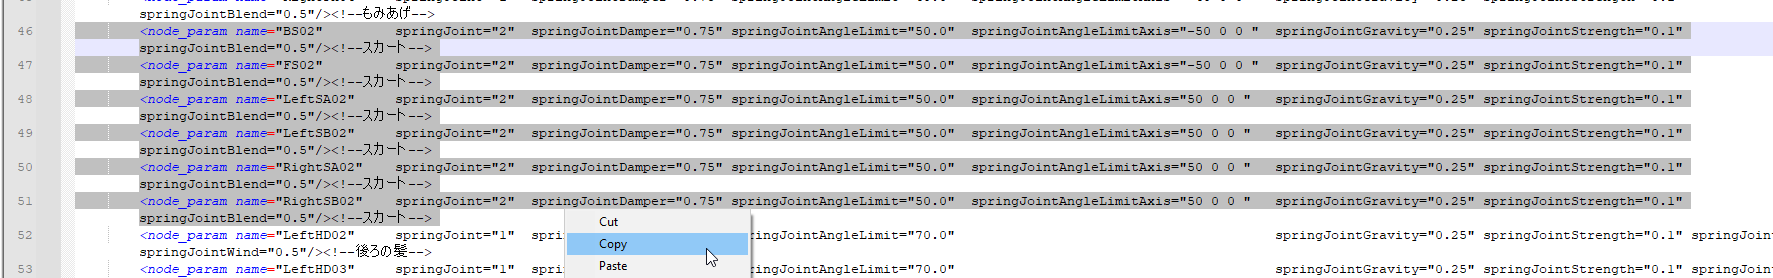 springJointBlend="0.5"/><!--もみあげ-->
46 <node_param name="BS02" springJoint="2" springJointDamper="0.75" springJointAngleLimit="50.0" springJointAngleLimitAxis="-50 0 0 " springJointGravity="0.25" springJointStrength="0.1"
springJointBlend="0.5"/><!--スカート-->
47 <node_param name="FS02" springJoint="2" springJointDamper="0.75" springJointAngleLimit="50.0" springJointAngleLimitAxis="-50 0 0 " springJointGravity="0.25" springJointStrength="0.1"
springJointBlend="0.5"/><!--スカート-->
48 <node_param name="LeftSA02" springJoint="2" springJointDamper="0.75" springJointAngleLimit="50.0" springJointAngleLimitAxis="50 0 0 " springJointGravity="0.25" springJointStrength="0.1"
springJointBlend="0.5"/><!--スカート-->
49 <node_param name="LeftSB02" springJoint="2" springJointDamper="0.75" springJointAngleLimit="50.0" springJointAngleLimitAxis="50 0 0 " springJointGravity="0.25" springJointStrength="0.1"
springJointBlend="0.5"/><!--スカート-->
50 <node_param name="RightSA02" springJoint="2" springJointDamper="0.75" springJointAngleLimit="50.0" springJointAngleLimitAxis="50 0 0 " springJointGravity="0.25" springJointStrength="0.1"
springJointBlend="0.5"/><!--スカート-->
51 <node_param name="RightSB02" springJoint="2" springJointDamper="0.75" springJointAngleLimit="50.0" springJointAngleLimitAxis="50 0 0 " springJointGravity="0.25" springJointStrength="0.1"
springJointBlend="0.5"/><!--スカート-->
Cut
52 <node_param name="LeftHD02" springJoint="1" spri ngJointAngleLimit="70.0" springJointGravity="0.25" springJointStrength="0.1" springJoin
Copy
springJointWind="0.5"/><!--後ろの髪-->
Paste
53 <node_param name="LeftHD03" springJoint="1" spri ngJointAngleLimit="70.0" springJointGravity="0.25" springJointStrength="0.1" springJoin